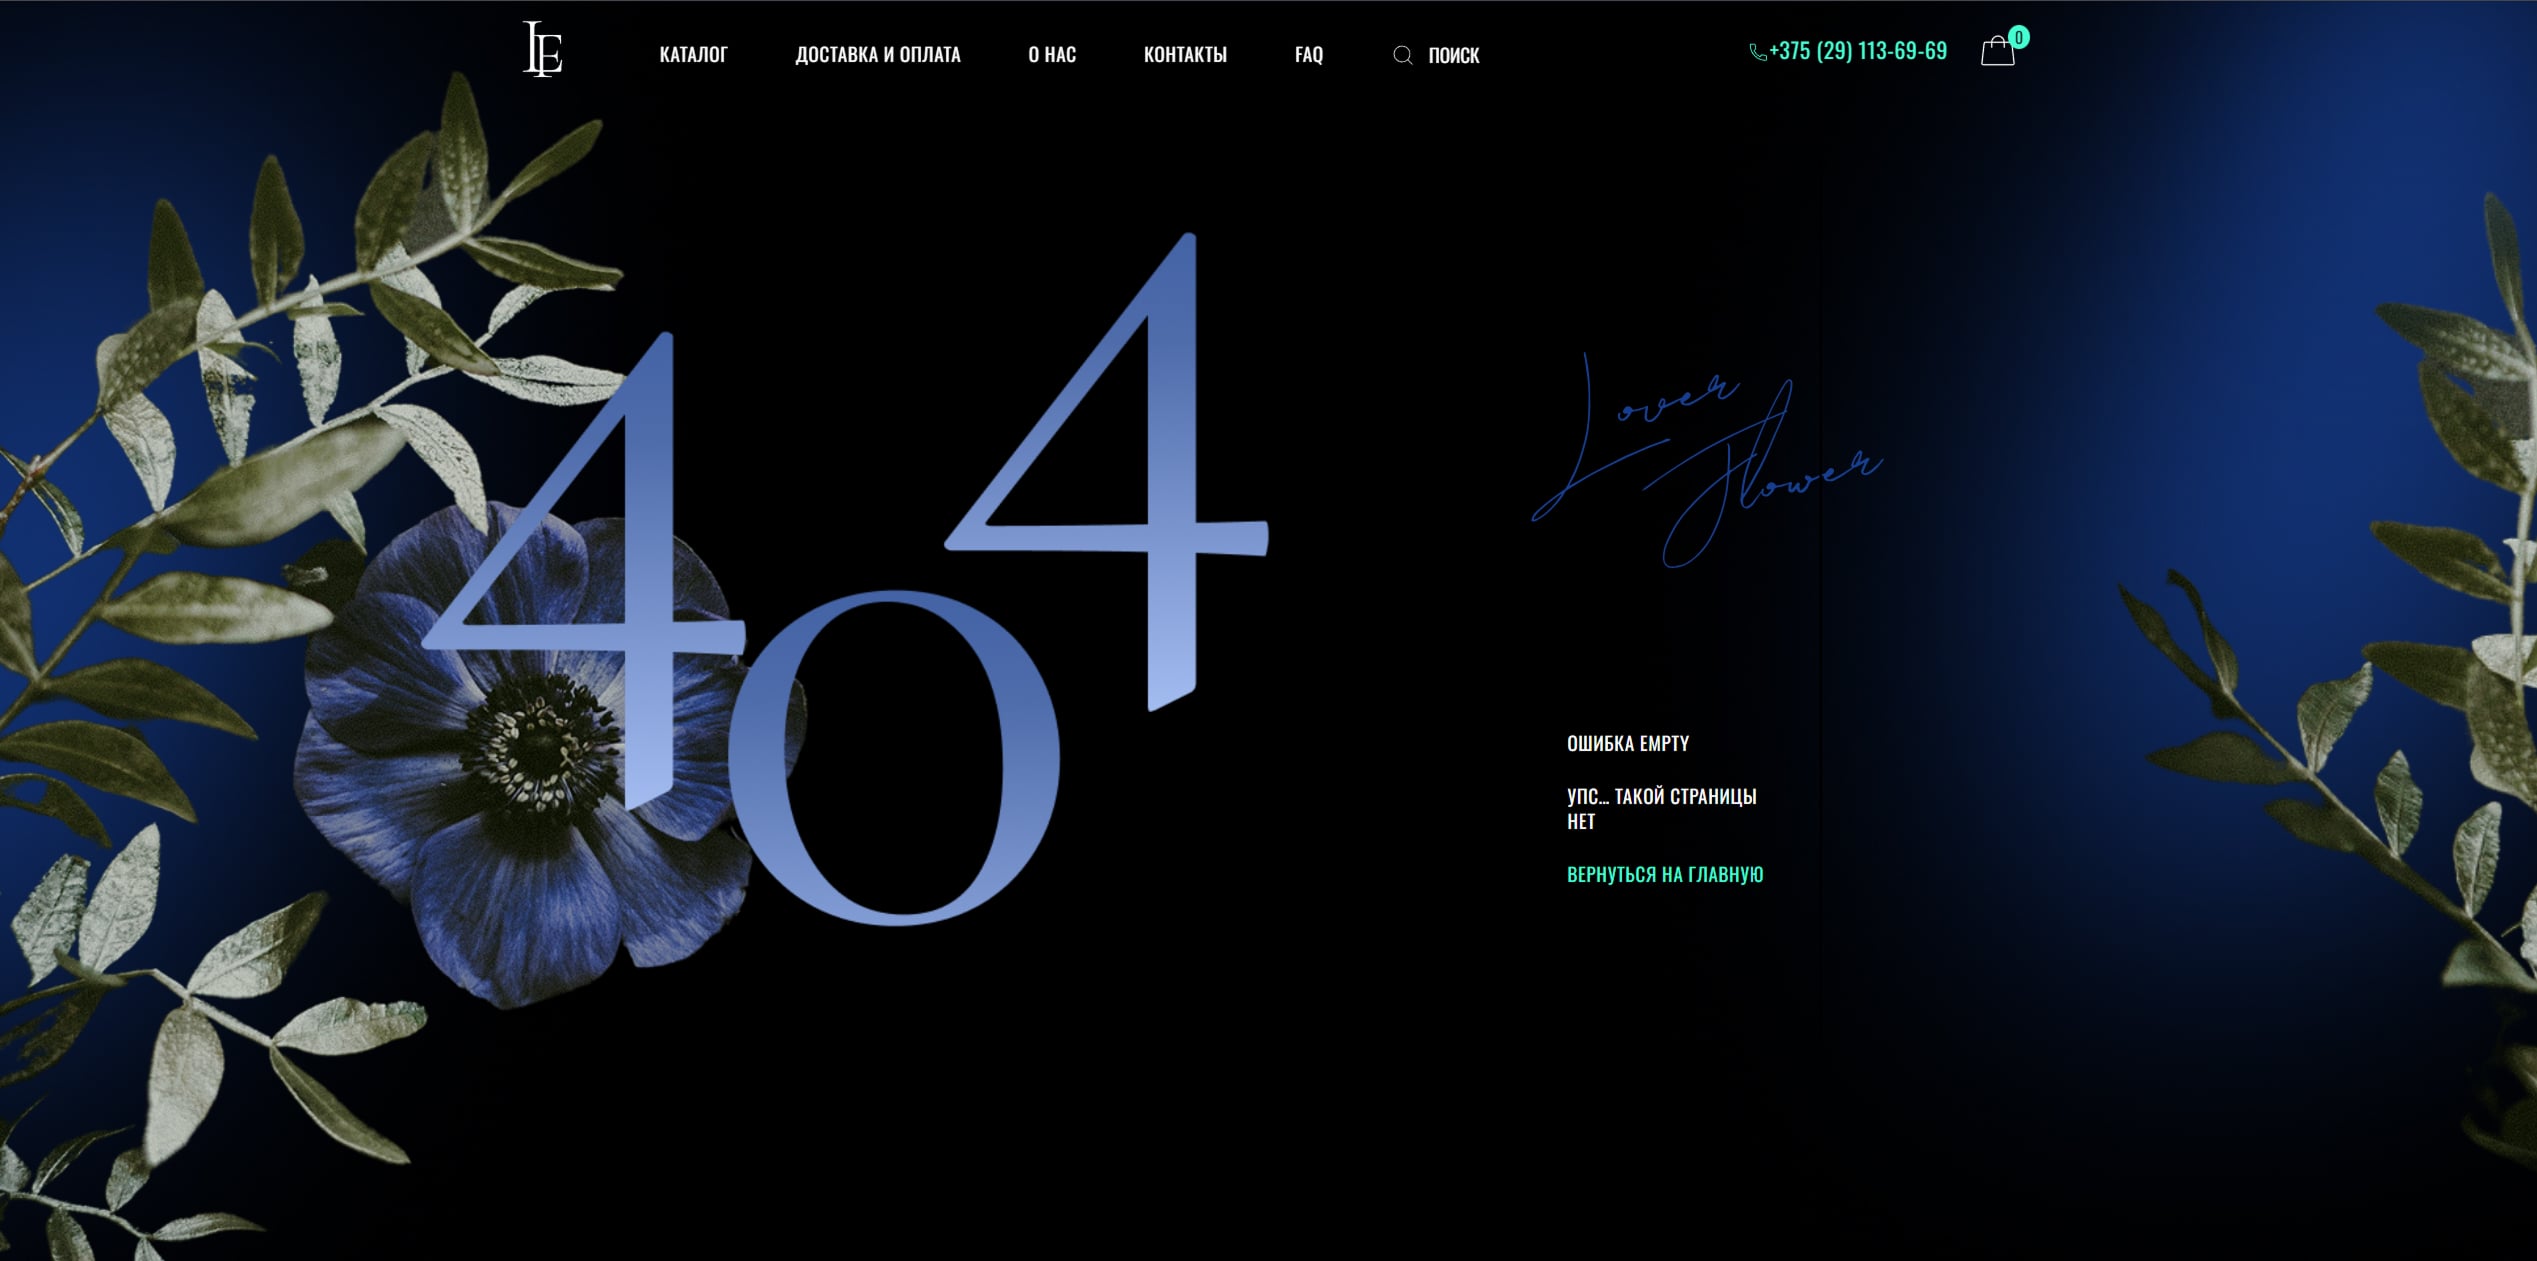 LE
КАТАЛОГ
ДОСТАВКА И ОПЛАТА
О НАС
КОНТАКТЫ
FAQ
ПОИСК
+375 (29) 113-69-69
0
404
Lover
Flower
ОШИБКА EMPTY
УПС... ТАКОЙ СТРАНИЦЫ
НЕТ
ВЕРНУТЬСЯ НА ГЛАВНУЮ